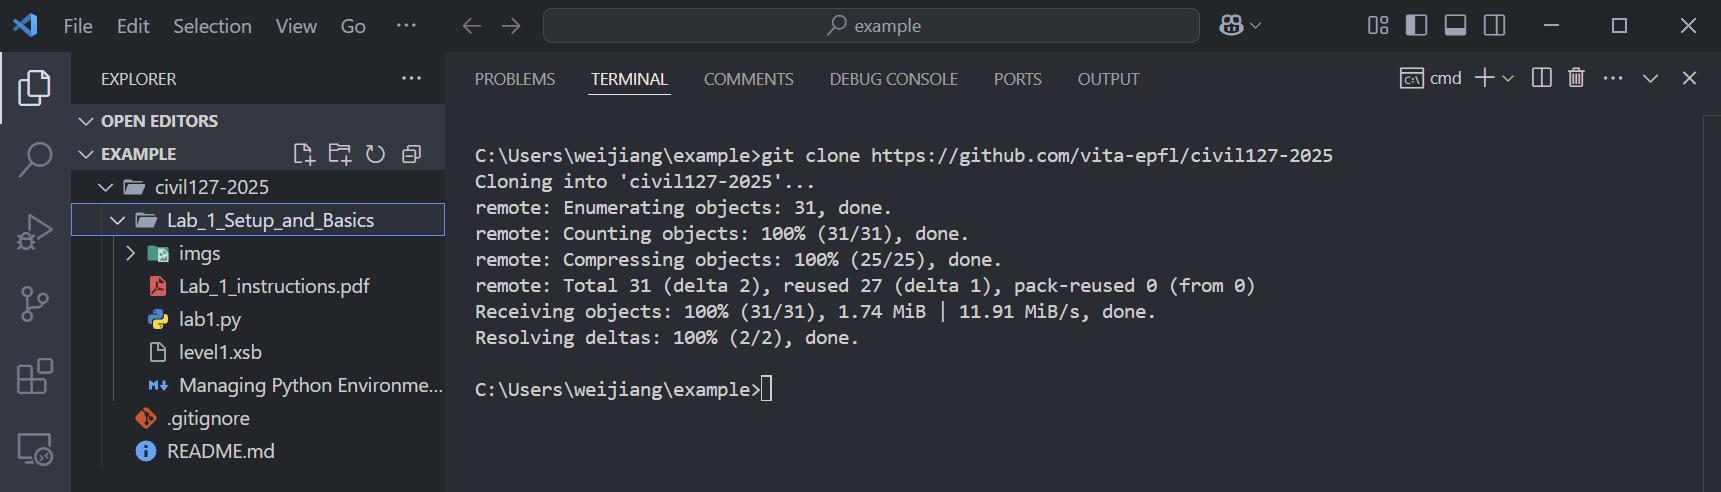 File Edit Selection View Go ···
example
EXPLORER ···
OPEN EDITORS
EXAMPLE
civil127-2025
Lab_1_Setup_and_Basics
imgs
Lab_1_instructions.pdf
lab1.py
level1.xsb
Managing Python Environme...
.gitignore
README.md
PROBLEMS TERMINAL COMMENTS DEBUG CONSOLE PORTS OUTPUT
cmd
C:\Users\weijiang\example>git clone https://github.com/vita-epfl/civil127-2025
Cloning into 'civil127-2025'...
remote: Enumerating objects: 31, done.
remote: Counting objects: 100% (31/31), done.
remote: Compressing objects: 100% (25/25), done.
remote: Total 31 (delta 2), reused 27 (delta 1), pack-reused 0 (from 0)
Receiving objects: 100% (31/31), 1.74 MiB | 11.91 MiB/s, done.
Resolving deltas: 100% (2/2), done.
C:\Users\weijiang\example>